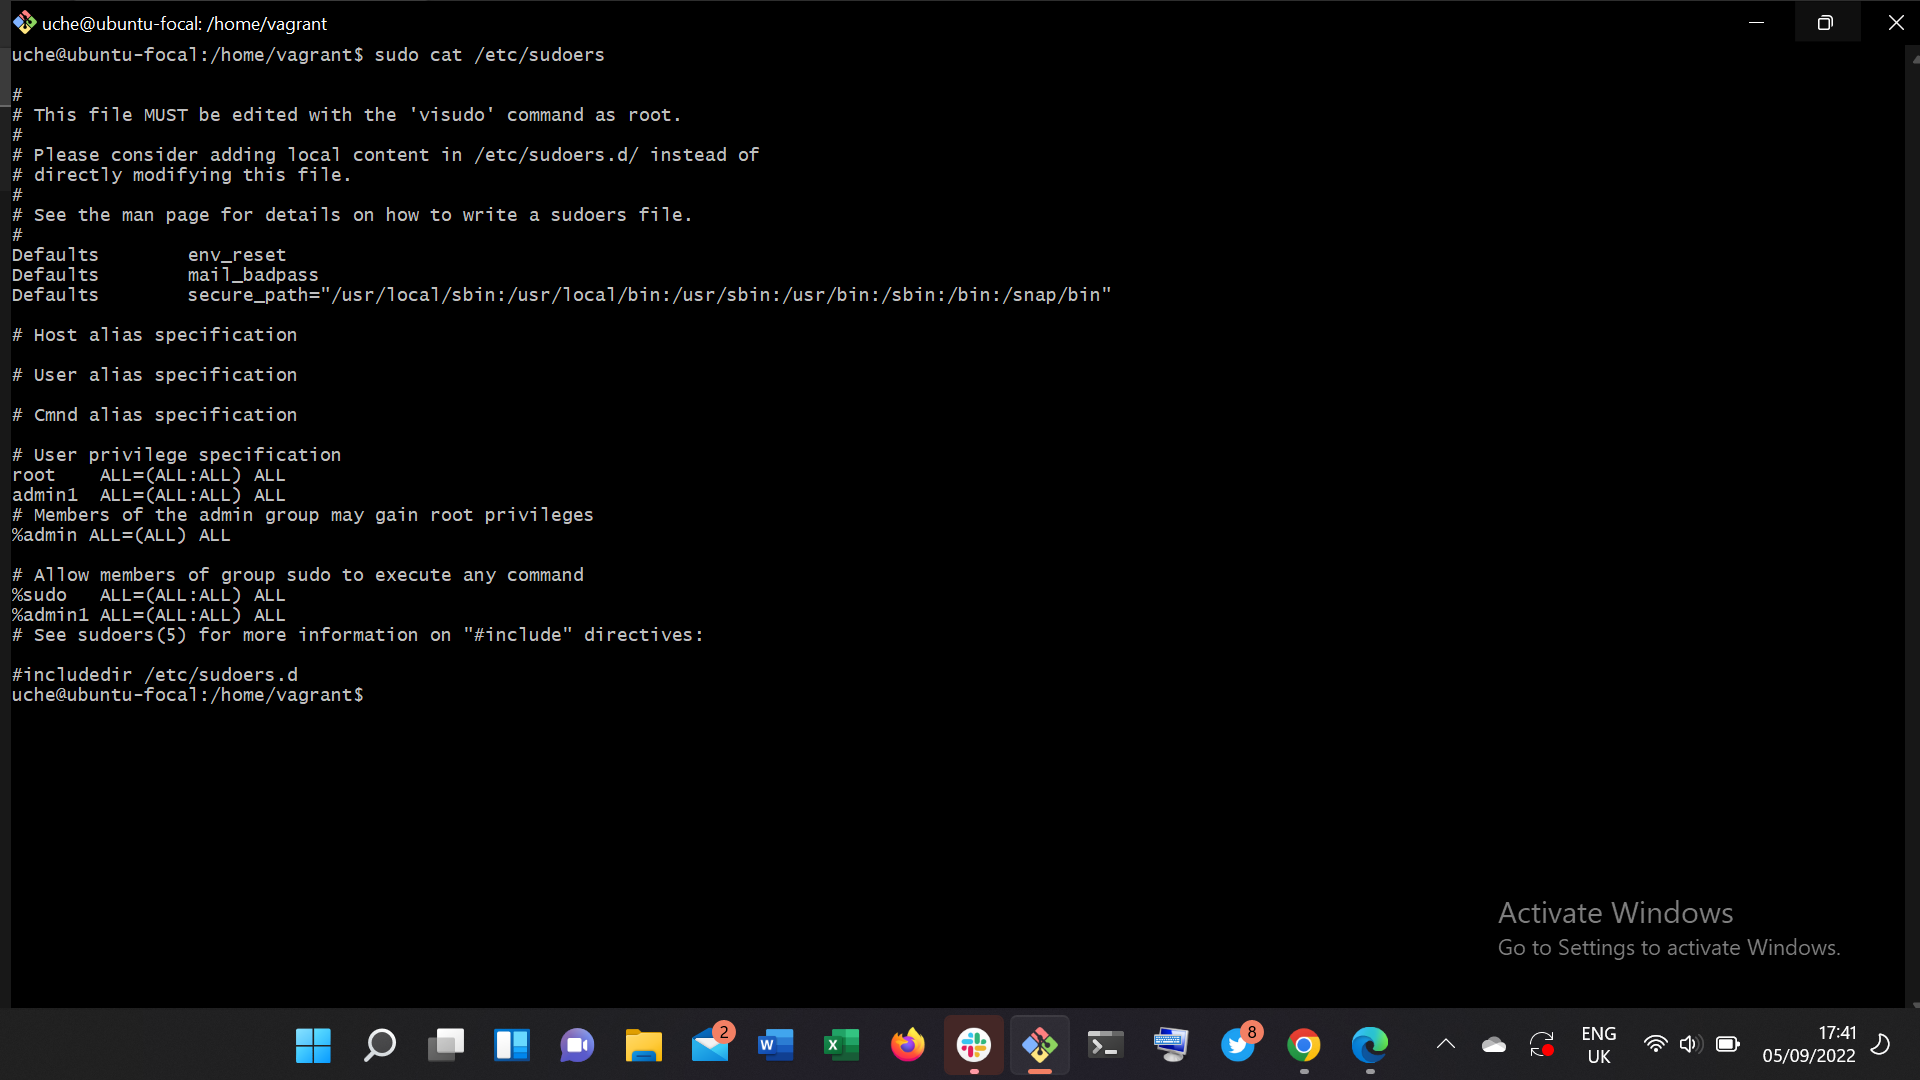 uche@ubuntu-focal: /home/vagrant
uche@ubuntu-focal:/home/vagrant$ sudo cat /etc/sudoers
#
# This file MUST be edited with the 'visudo' command as root.
#
# Please consider adding local content in /etc/sudoers.d/ instead of
# directly modifying this file.
#
# See the man page for details on how to write a sudoers file.
#
Defaults        env_reset
Defaults        mail_badpass
Defaults        secure_path="/usr/local/sbin:/usr/local/bin:/usr/sbin:/usr/bin:/sbin:/bin:/snap/bin"
# Host alias specification
# User alias specification
# Cmnd alias specification
# User privilege specification
root    ALL=(ALL:ALL) ALL
admin1  ALL=(ALL:ALL) ALL
# Members of the admin group may gain root privileges
%admin ALL=(ALL) ALL
# Allow members of group sudo to execute any command
%sudo   ALL=(ALL:ALL) ALL
%admin1 ALL=(ALL:ALL) ALL
# See sudoers(5) for more information on "#include" directives:
#includedir /etc/sudoers.d
uche@ubuntu-focal:/home/vagrant$
Activate Windows
Go to Settings to activate Windows.
2
W
X
8
ENG
UK
17:41
05/09/2022